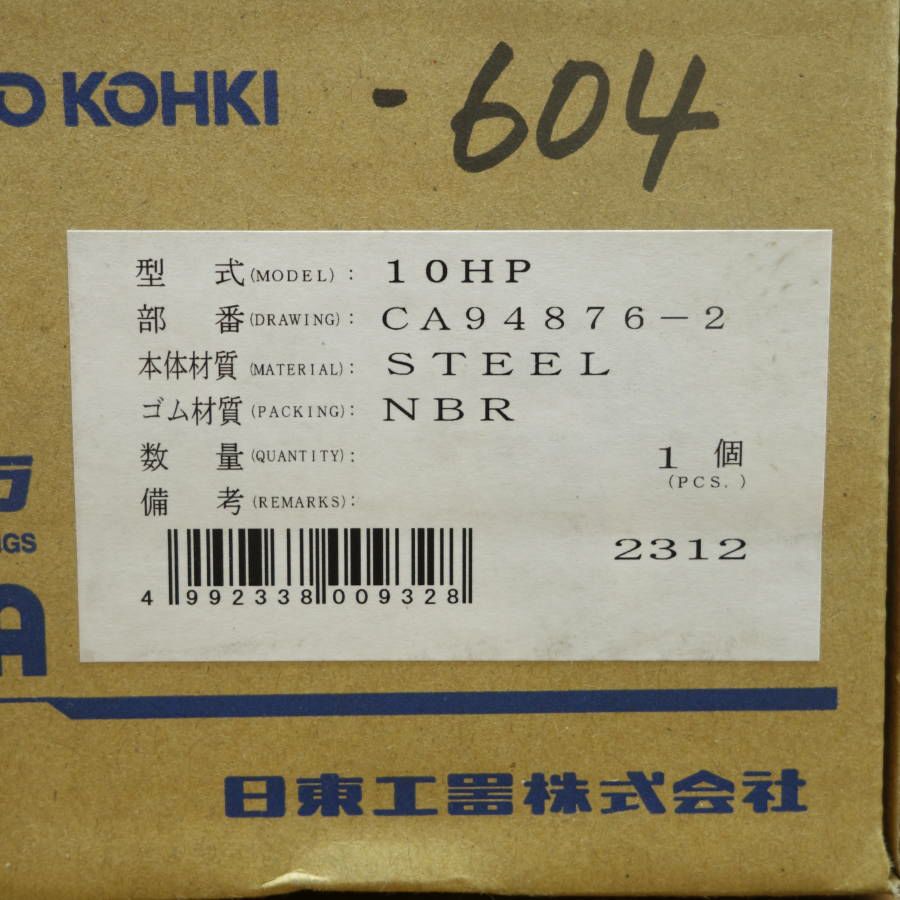 O KOHKI
-604
型 式(MODEL): 10HP
部 番(DRAWING): CA94876-2
本体材質(MATERIAL): STEEL
ゴム材質(PACKING): NBR
数 量(QUANTITY): 1個
(PCS.)
備 考(REMARKS):
2312
4 992338 009328
GS
A
日東工器株式会社